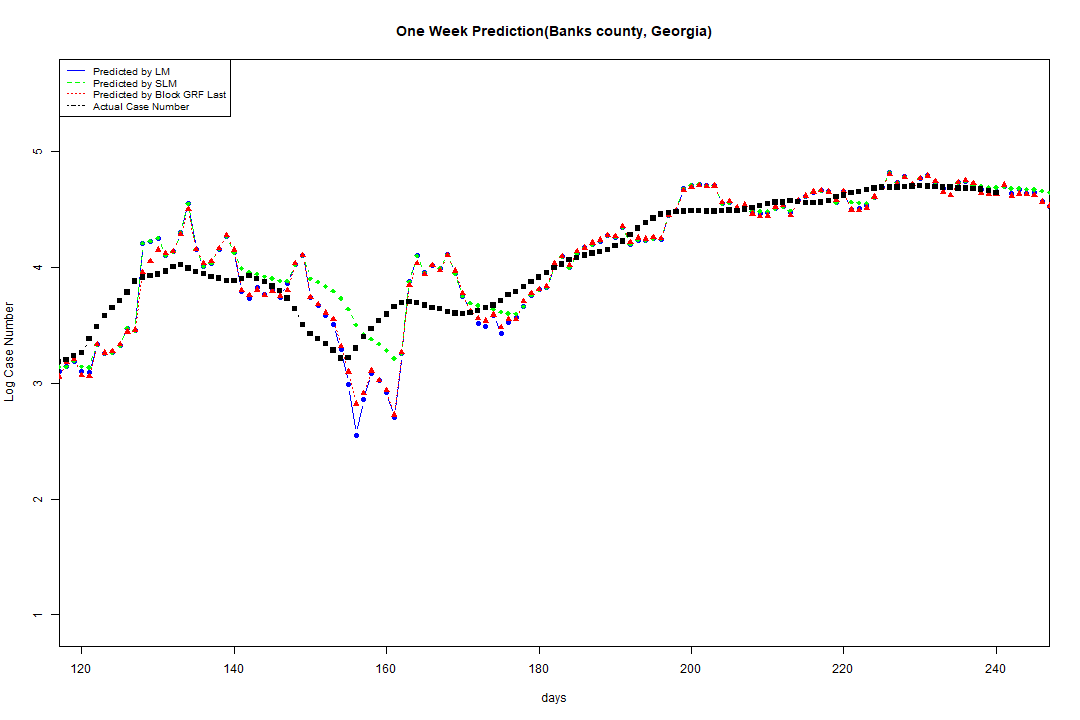 One Week Prediction(Banks county, Georgia)
Predicted by LM
Predicted by SLM
Predicted by Block GRF Last
Actual Case Number
5
4
3
2
1
Log Case Number
120 140 160 180 200 220 240
days